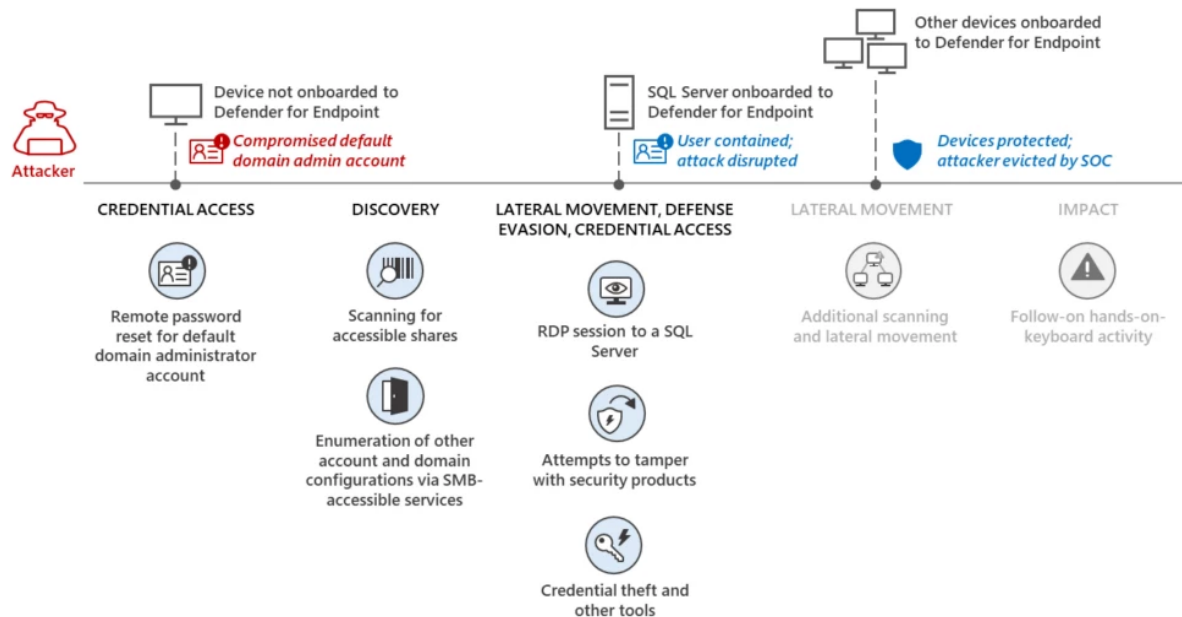 Attacker
Device not onboarded to
Defender for Endpoint
Compromised default
domain admin account
SQL Server onboarded to
Defender for Endpoint
User contained;
attack disrupted
Other devices onboarded
to Defender for Endpoint
Devices protected;
attacker evicted by SOC
CREDENTIAL ACCESS
Remote password
reset for default
domain administrator
account
DISCOVERY
Scanning for
accessible shares
Enumeration of other
account and domain
configurations via SMB-
accessible services
LATERAL MOVEMENT, DEFENSE
EVASION, CREDENTIAL ACCESS
RDP session to a SQL
Server
Attempts to tamper
with security products
Credential theft and
other tools
LATERAL MOVEMENT
Additional scanning
and lateral movement
IMPACT
Follow-on hands-on-
keyboard activity